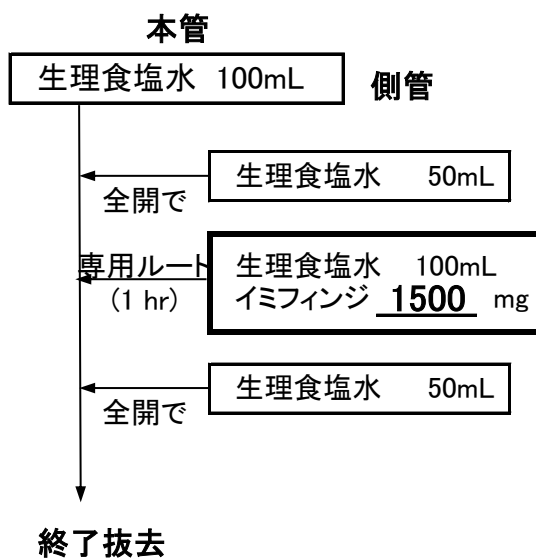 本管
生理食塩水 100mL
側管
生理食塩水 50mL
全開で
専用ルート
(1 hr)
生理食塩水 100mL
イミフィンジ 1500 mg
生理食塩水 50mL
全開で
終了抜去